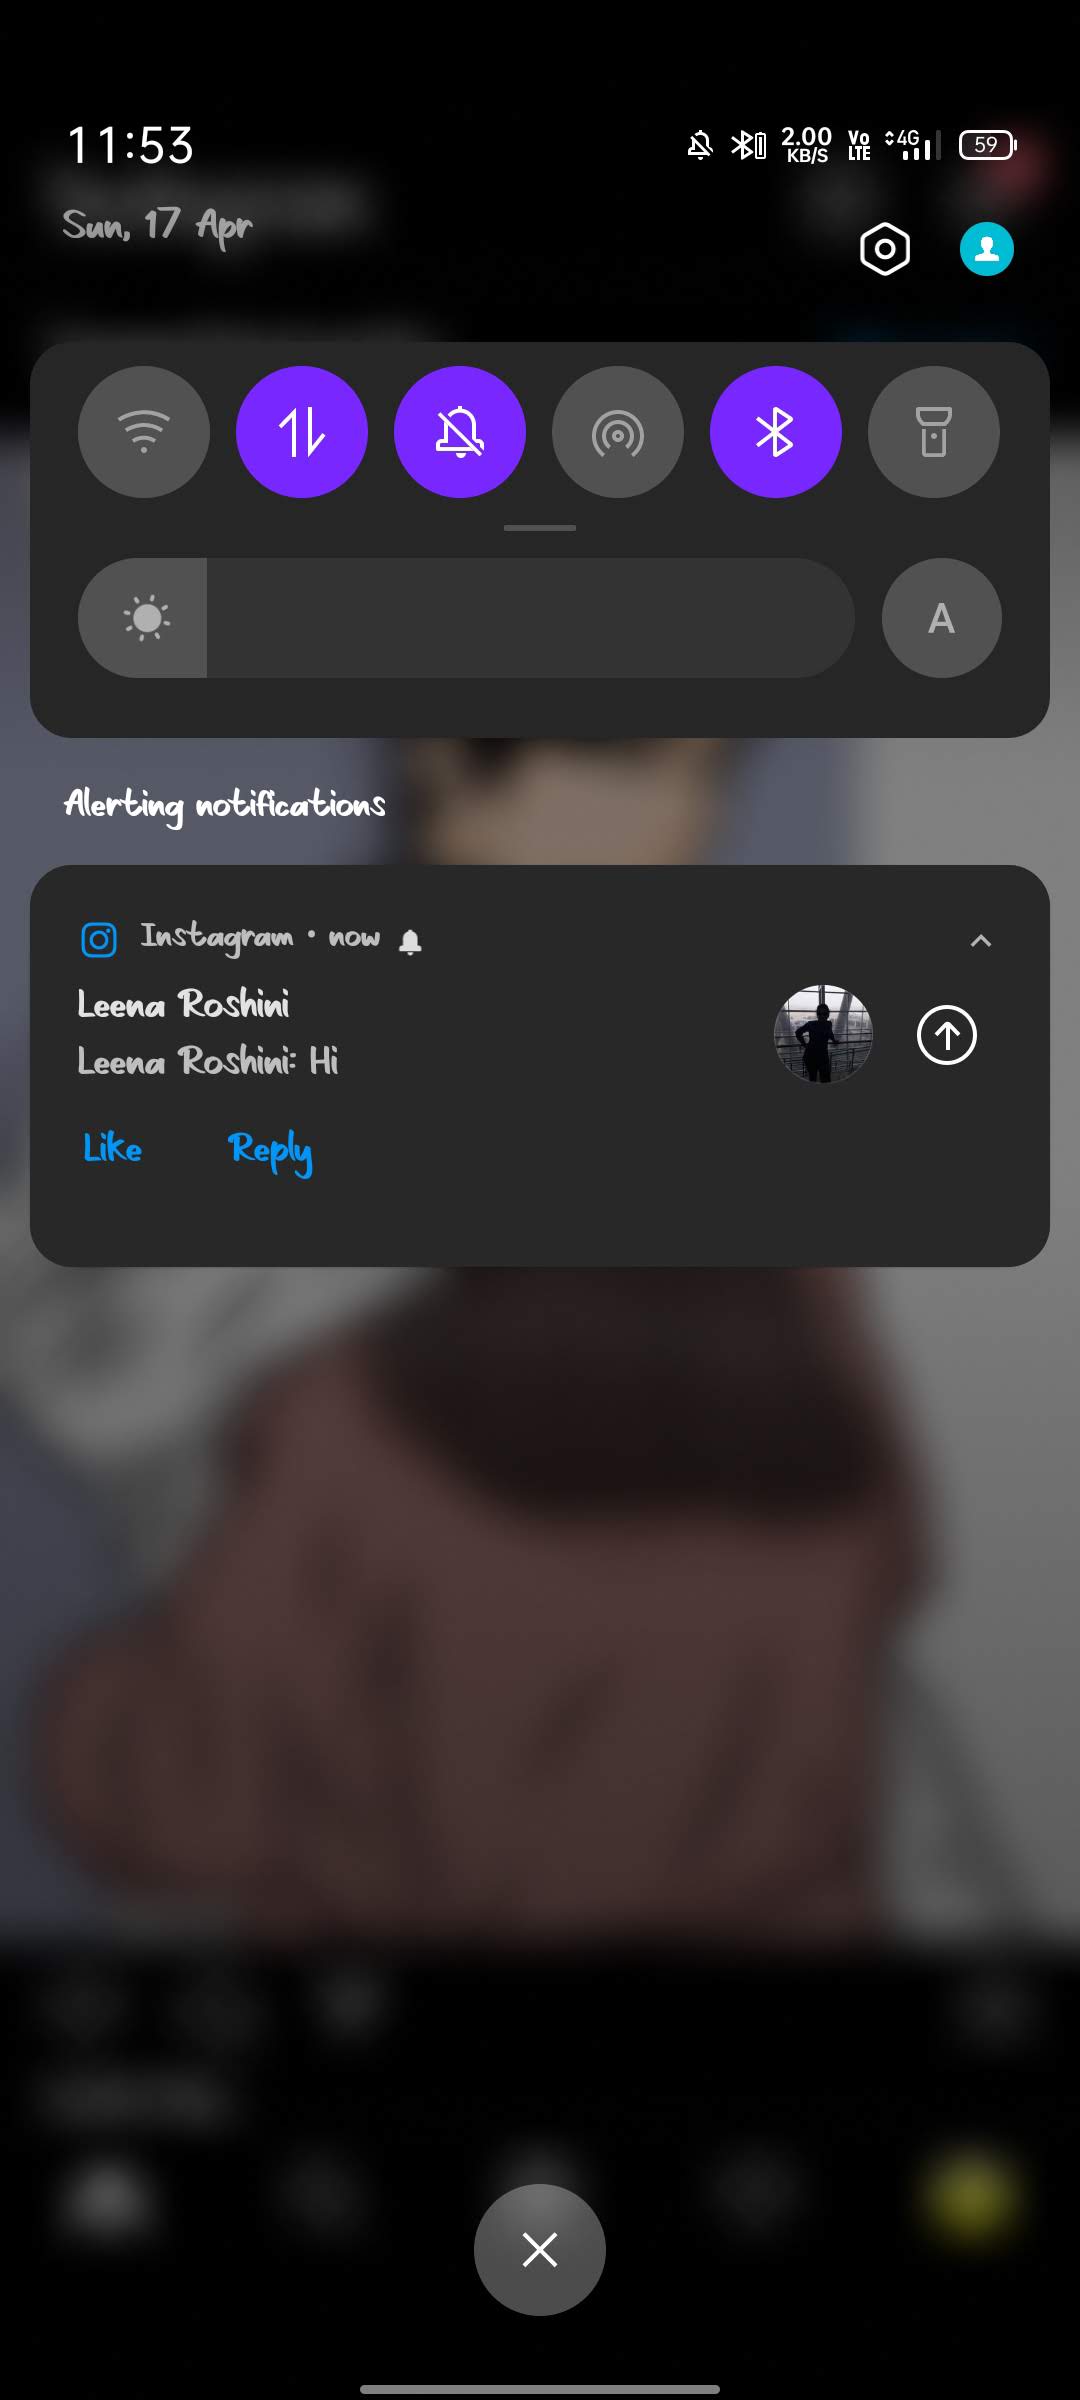 11:53
2.00
KB/S
Vo
LTE
4G
59
Sun, 17 Apr
A
Alerting notifications
Instagram • now
Leena Roshini
Leena Roshini: Hi
Like
Reply